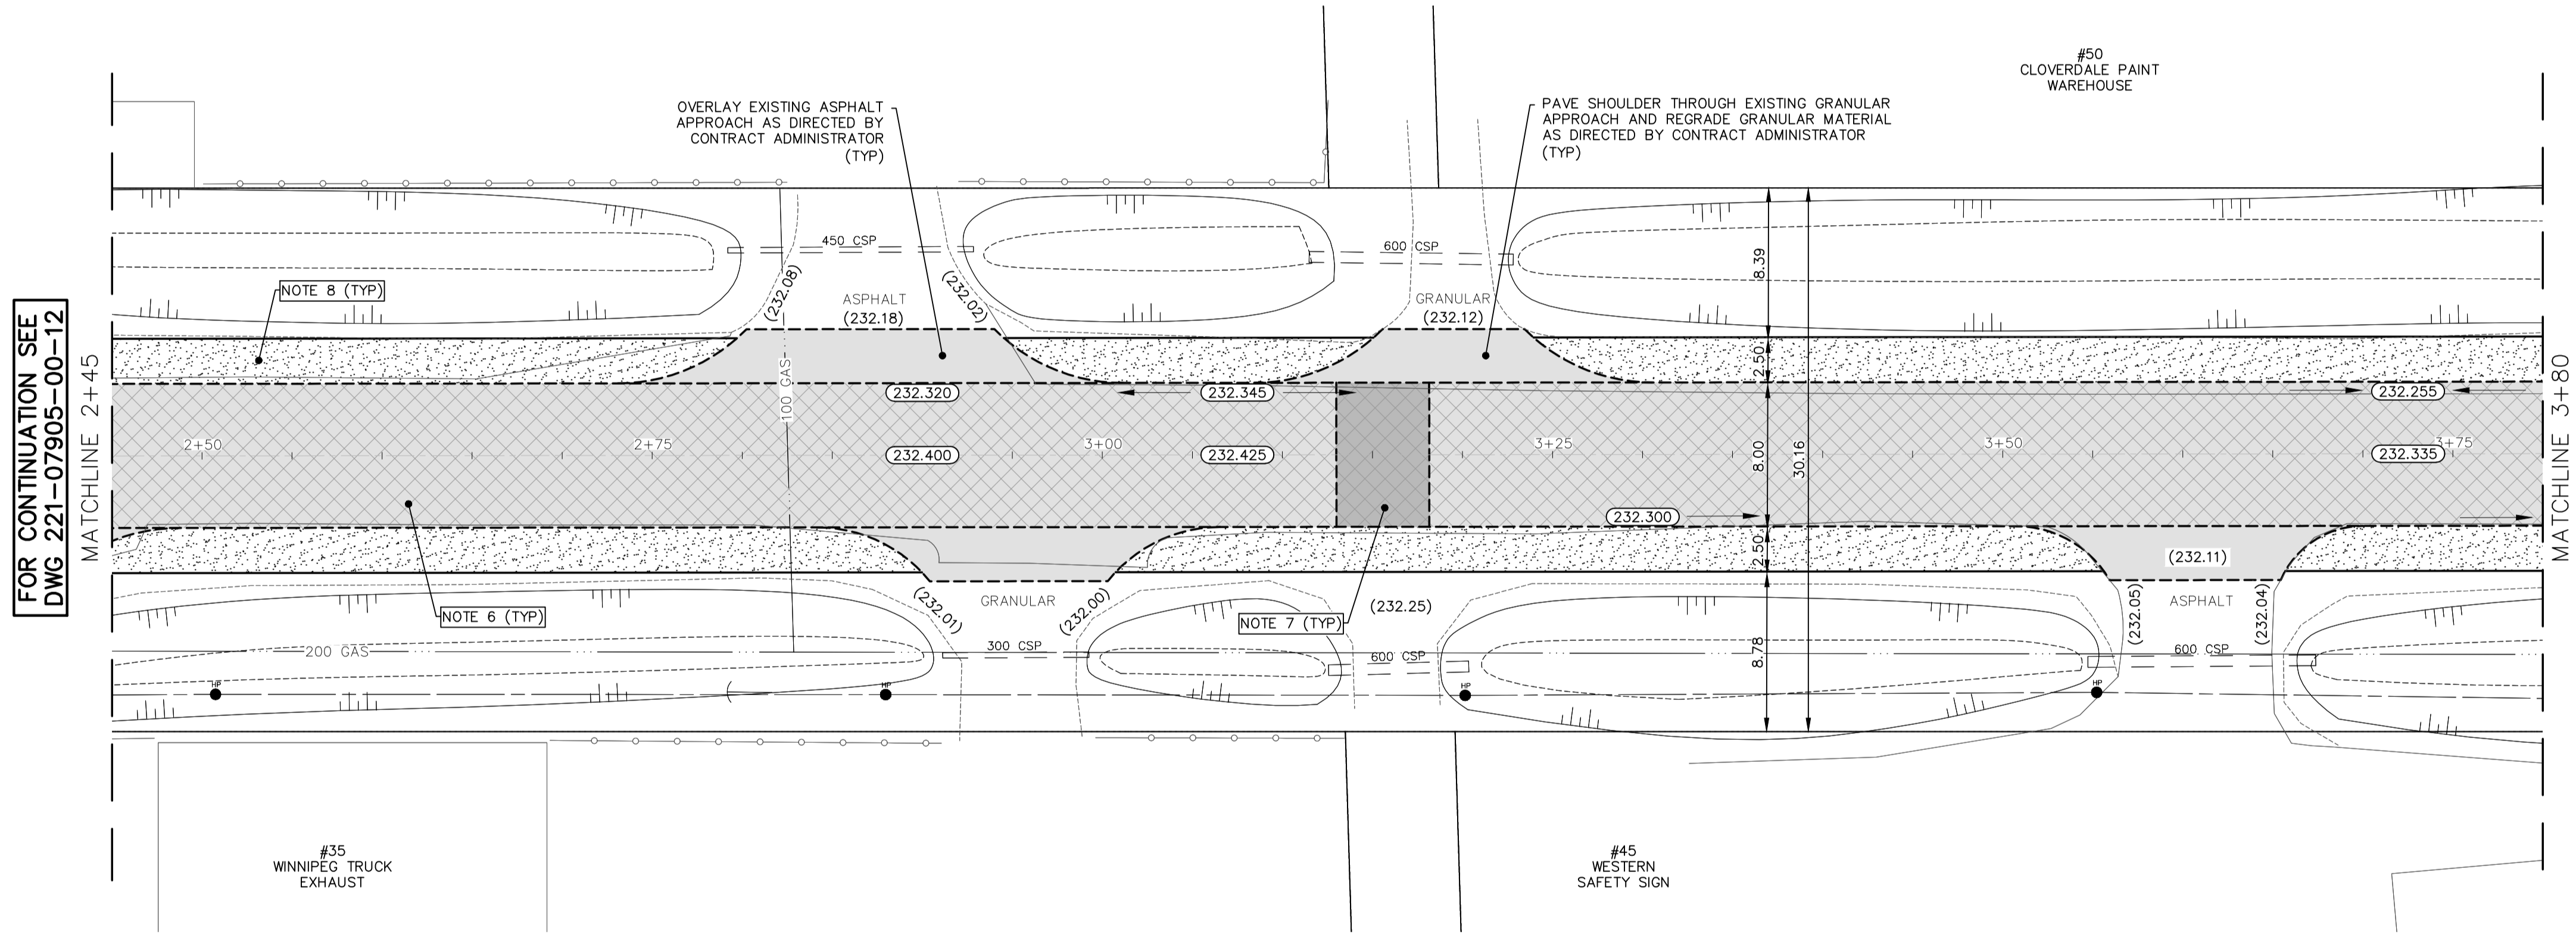 #50
CLOVERDALE PAINT
WAREHOUSE
OVERLAY EXISTING ASPHALT
APPROACH AS DIRECTED BY
CONTRACT ADMINISTRATOR
(TYP)
PAVE SHOULDER THROUGH EXISTING GRANULAR
APPROACH AND REGRADE GRANULAR MATERIAL
AS DIRECTED BY CONTRACT ADMINISTRATOR
(TYP)
FOR CONTINUATION SEE
DWG 221-07905-00-12
MATCHLINE 2+45
MATCHLINE 3+80
450 CSP
600 CSP
8.39
NOTE 8 (TYP)
(232.08)
ASPHALT
(232.18)
(232.02)
GRANULAR
(232.12)
2.50
100 GAS
232.320
232.345
232.255
2+50
2+75
3+00
3+25
3+50
3+75
232.400
232.425
232.335
8.00
30.16
232.300
2.50
(232.11)
NOTE 6 (TYP)
(232.01)
GRANULAR
(232.00)
NOTE 7 (TYP)
(232.25)
(232.05)
ASPHALT
(232.04)
8.78
200 GAS
300 CSP
600 CSP
600 CSP
HP
HP
HP
HP
#35
WINNIPEG TRUCK
EXHAUST
#45
WESTERN
SAFETY SIGN